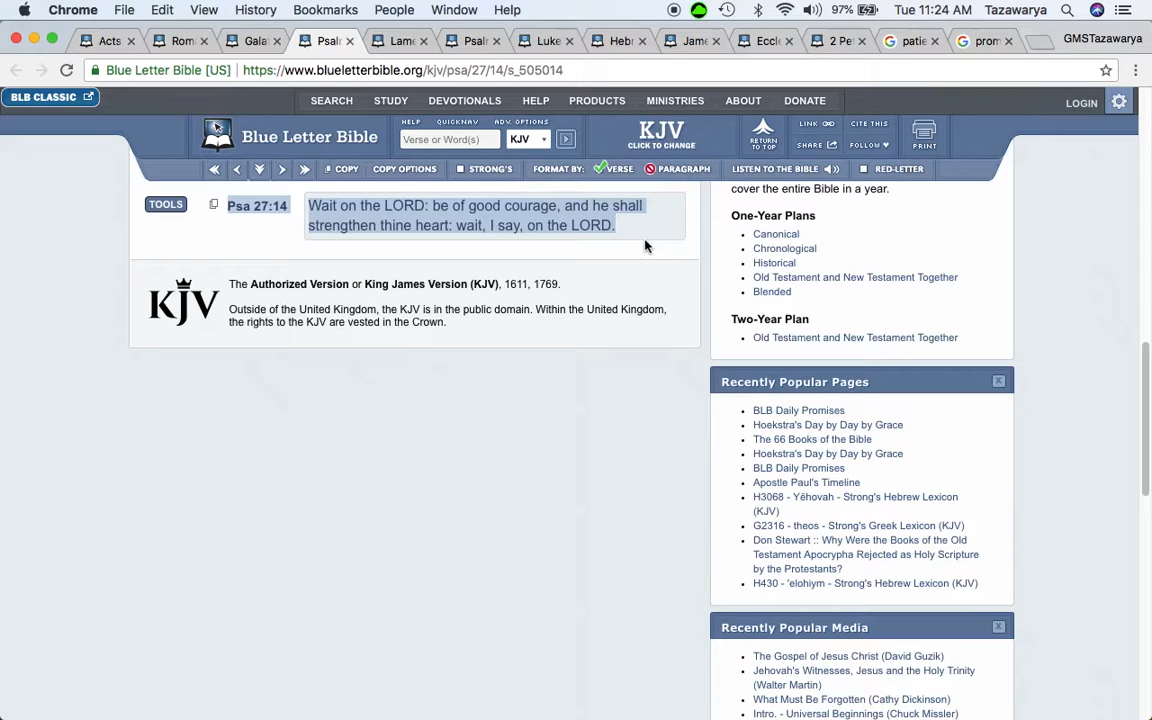 Chrome File Edit View History Bookmarks People Window Help 97% Tue 11:24 AM Tazawarya
Acts Rom Gala Psalr Lame Psalr Luke Hebr Jame Eccle 2 Pet patie prom GMSTazawarya
Blue Letter Bible [US] https://www.blueletterbible.org/kjv/psa/27/14/s_505014
BLB CLASSIC SEARCH STUDY DEVOTIONALS HELP PRODUCTS MINISTRIES ABOUT DONATE LOGIN
HELP QUICKNAV ADV. OPTIONS
Blue Letter Bible Verse or Word(s) KJV
KJV
CLICK TO CHANGE
RETURN
TO TOP
LINK CITE THIS
SHARE FOLLOW
PRINT
COPY COPY OPTIONS STRONG'S FORMAT BY: VERSE PARAGRAPH LISTEN TO THE BIBLE RED-LETTER
TOOLS Psa 27:14 Wait on the LORD: be of good courage, and he shall
strengthen thine heart: wait, I say, on the LORD.
KJV
The Authorized Version or King James Version (KJV), 1611, 1769.
Outside of the United Kingdom, the KJV is in the public domain. Within the United Kingdom,
the rights to the KJV are vested in the Crown.
cover the entire Bible in a year.
One-Year Plans
Canonical
Chronological
Historical
Old Testament and New Testament Together
Blended
Two-Year Plan
Old Testament and New Testament Together
Recently Popular Pages X
BLB Daily Promises
Hoekstra's Day by Day by Grace
The 66 Books of the Bible
Hoekstra's Day by Day by Grace
BLB Daily Promises
Apostle Paul's Timeline
H3068 - Yĕhovah - Strong's Hebrew Lexicon
(KJV)
G2316 - theos - Strong's Greek Lexicon (KJV)
Don Stewart :: Why Were the Books of the Old
Testament Apocrypha Rejected as Holy Scripture
by the Protestants?
H430 - 'elohiym - Strong's Hebrew Lexicon (KJV)
Recently Popular Media X
The Gospel of Jesus Christ (David Guzik)
Jehovah's Witnesses, Jesus and the Holy Trinity
(Walter Martin)
What Must Be Forgotten (Cathy Dickinson)
Intro. - Universal Beginnings (Chuck Missler)